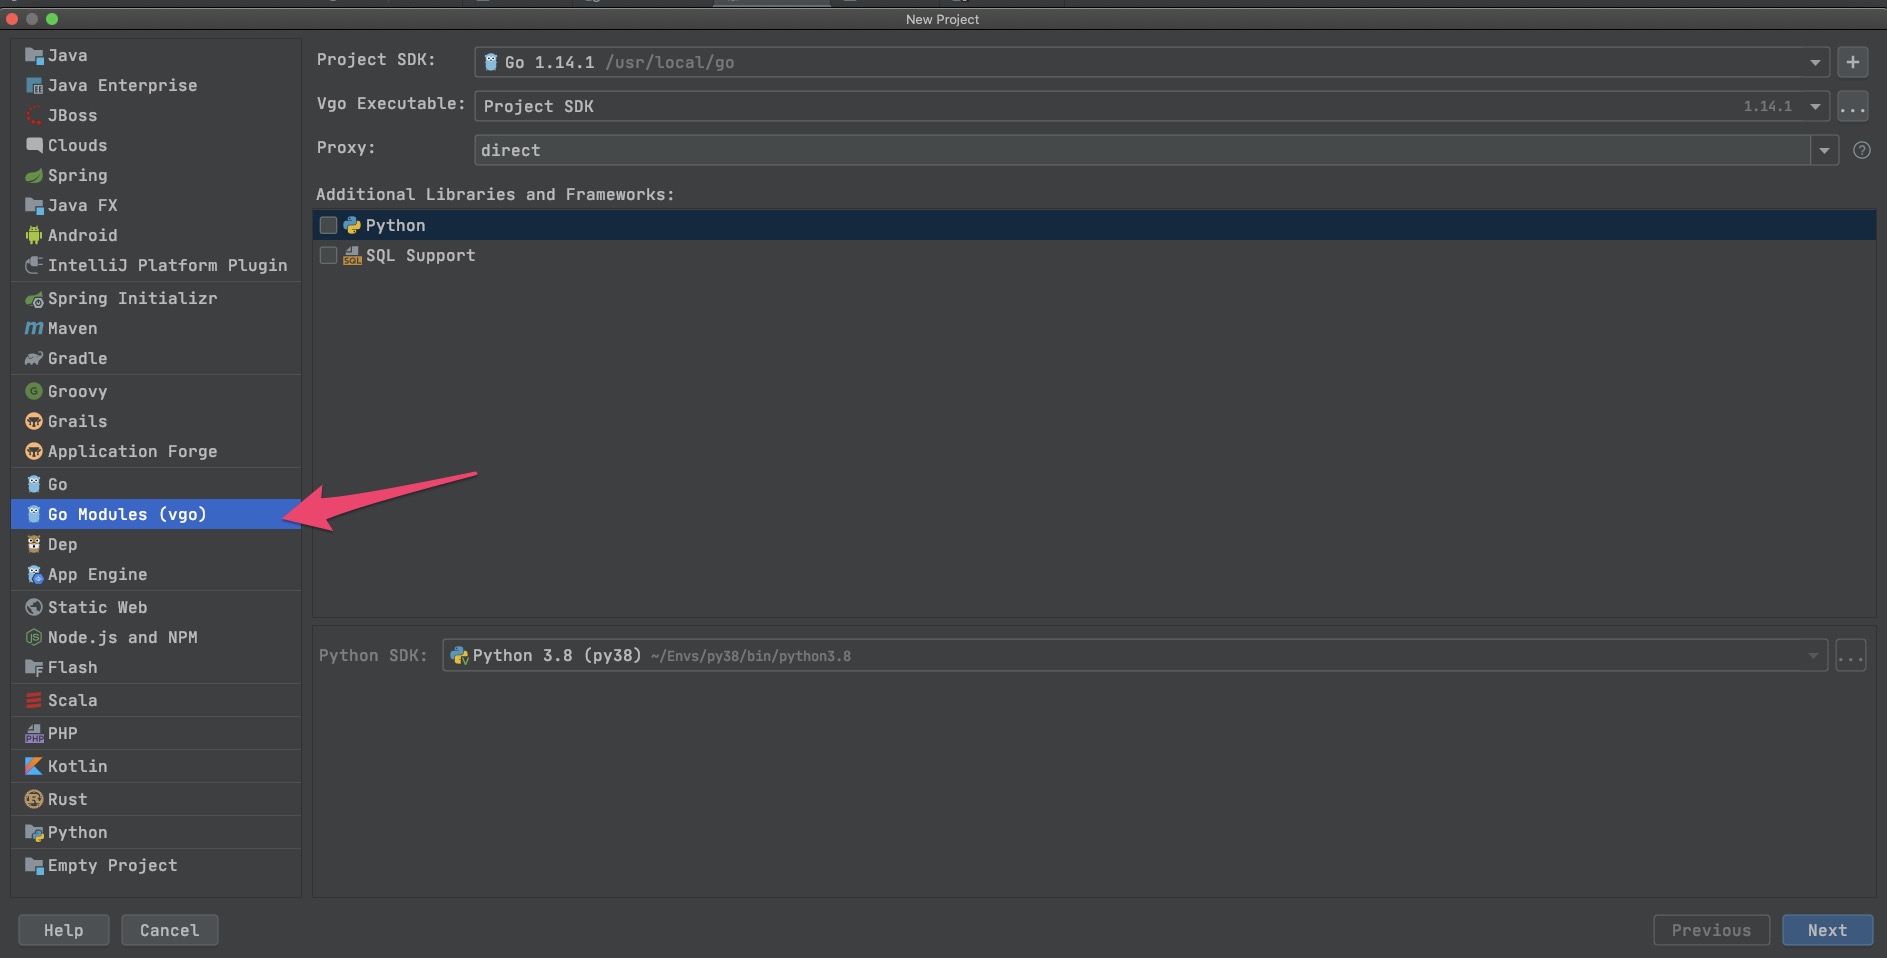 New Project
Java
Java Enterprise
JBoss
Clouds
Spring
Java FX
Android
IntelliJ Platform Plugin
Spring Initializr
Maven
Gradle
Groovy
Grails
Application Forge
Go
Go Modules (vgo)
Dep
App Engine
Static Web
Node.js and NPM
Flash
Scala
PHP
Kotlin
Rust
Python
Empty Project
Project SDK: Go 1.14.1 /usr/local/go
Vgo Executable: Project SDK 1.14.1 ...
Proxy: direct
Additional Libraries and Frameworks:
Python
SQL Support
Python SDK: Python 3.8 (py38) ~/Envs/py38/bin/python3.8 ...
Help Cancel Previous Next